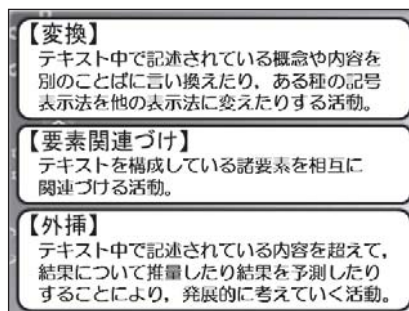 【変換】
テキスト中で記述されている概念や内容を
別のことばに言い換えたり，ある種の記号
表示法を他の表示法に変えたりする活動。
【要素関連づけ】
テキストを構成している諸要素を相互に
関連づける活動。
【外挿】
テキスト中で記述されている内容を超えて，
結果について推量したり結果を予測したり
することにより，発展的に考えていく活動。